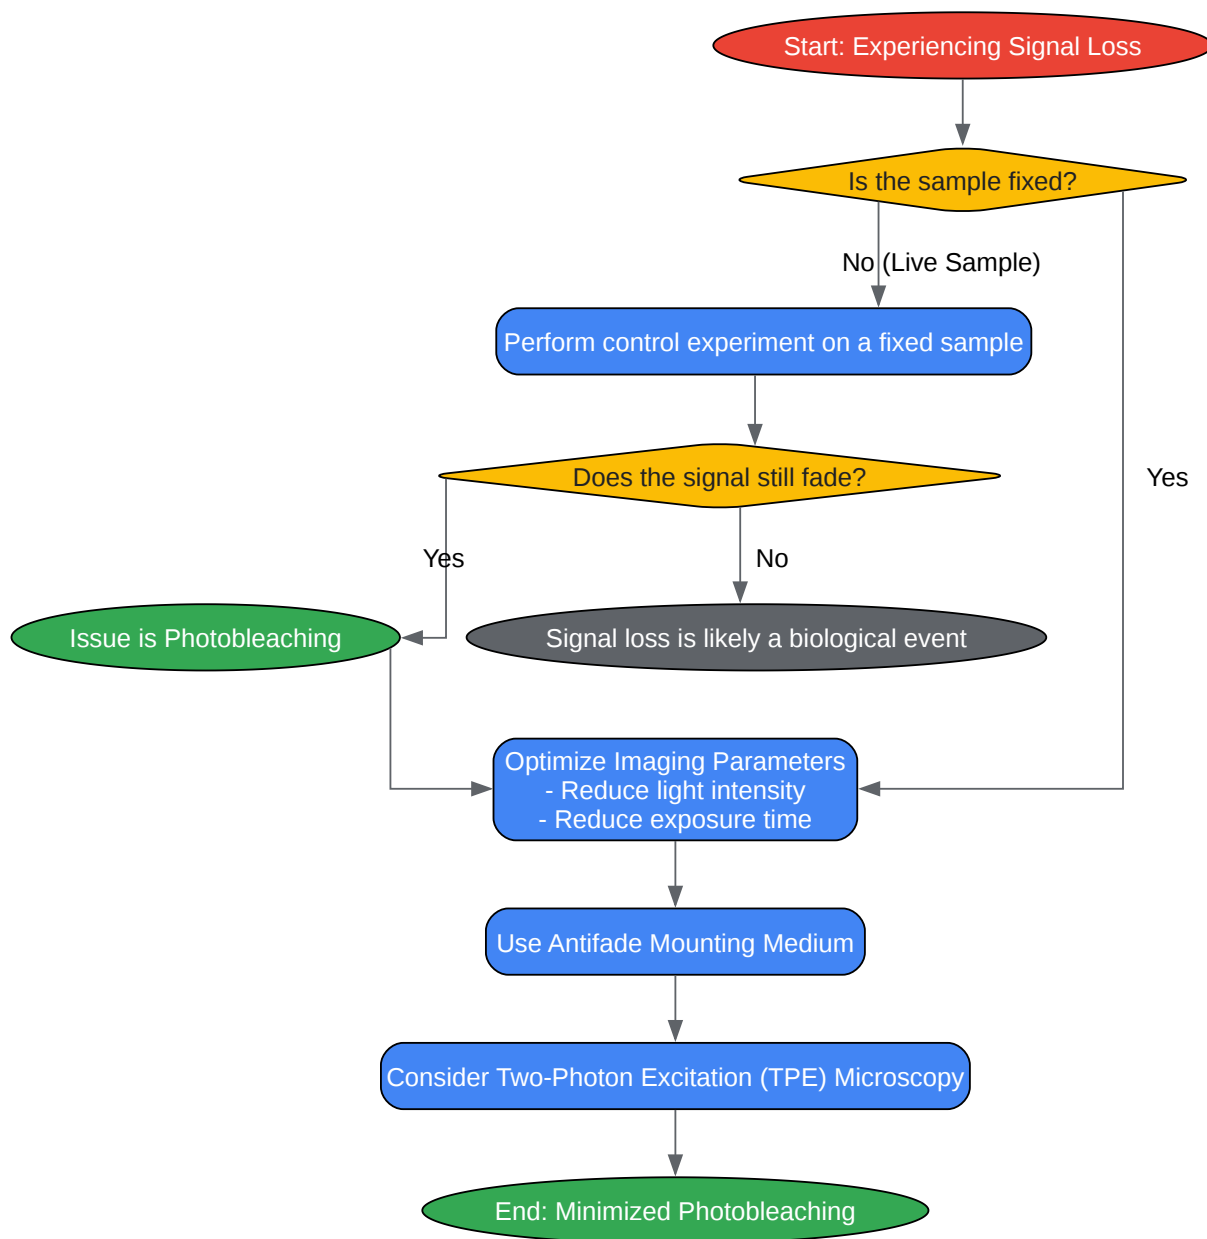 Start: Experiencing Signal Loss
Is the sample fixed?
No (Live Sample)
Perform control experiment on a fixed sample
Does the signal still fade?
Yes
Yes
No
Issue is Photobleaching
Signal loss is likely a biological event
Optimize Imaging Parameters
- Reduce light intensity
- Reduce exposure time
Use Antifade Mounting Medium
Consider Two-Photon Excitation (TPE) Microscopy
End: Minimized Photobleaching